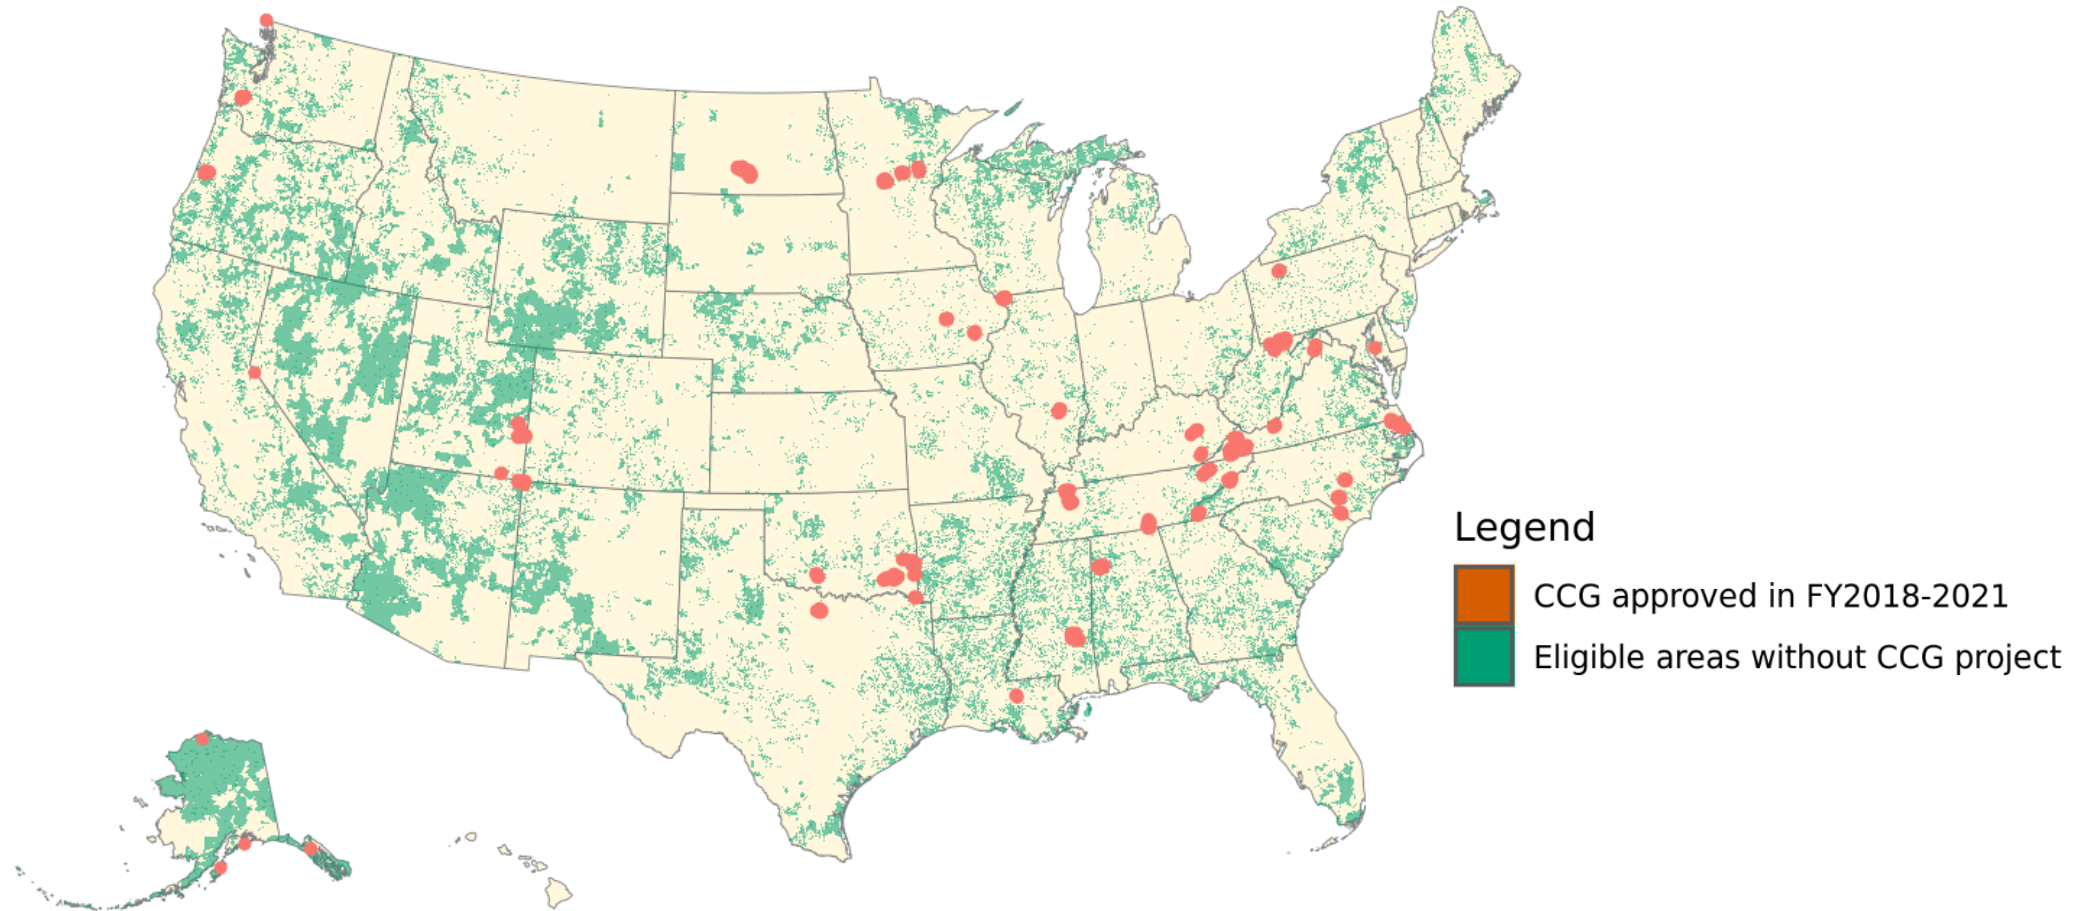 Legend
CCG approved in FY2018-2021
Eligible areas without CCG project